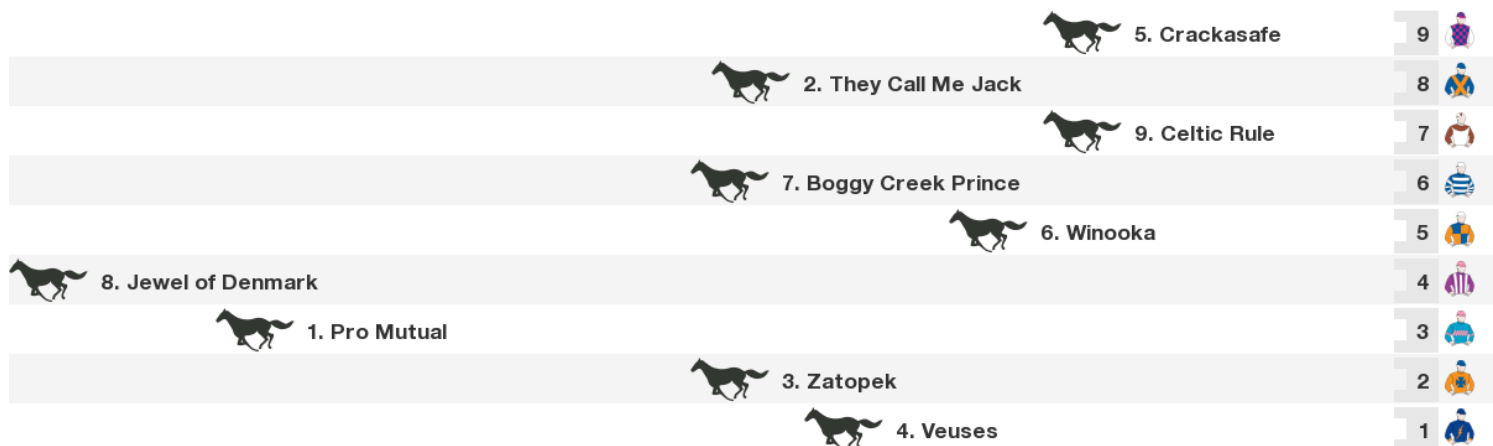 5. Crackasafe 9
2. They Call Me Jack 8
9. Celtic Rule 7
7. Boggy Creek Prince 6
6. Winooka 5
8. Jewel of Denmark 4
1. Pro Mutual 3
3. Zatopek 2
4. Veuses 1